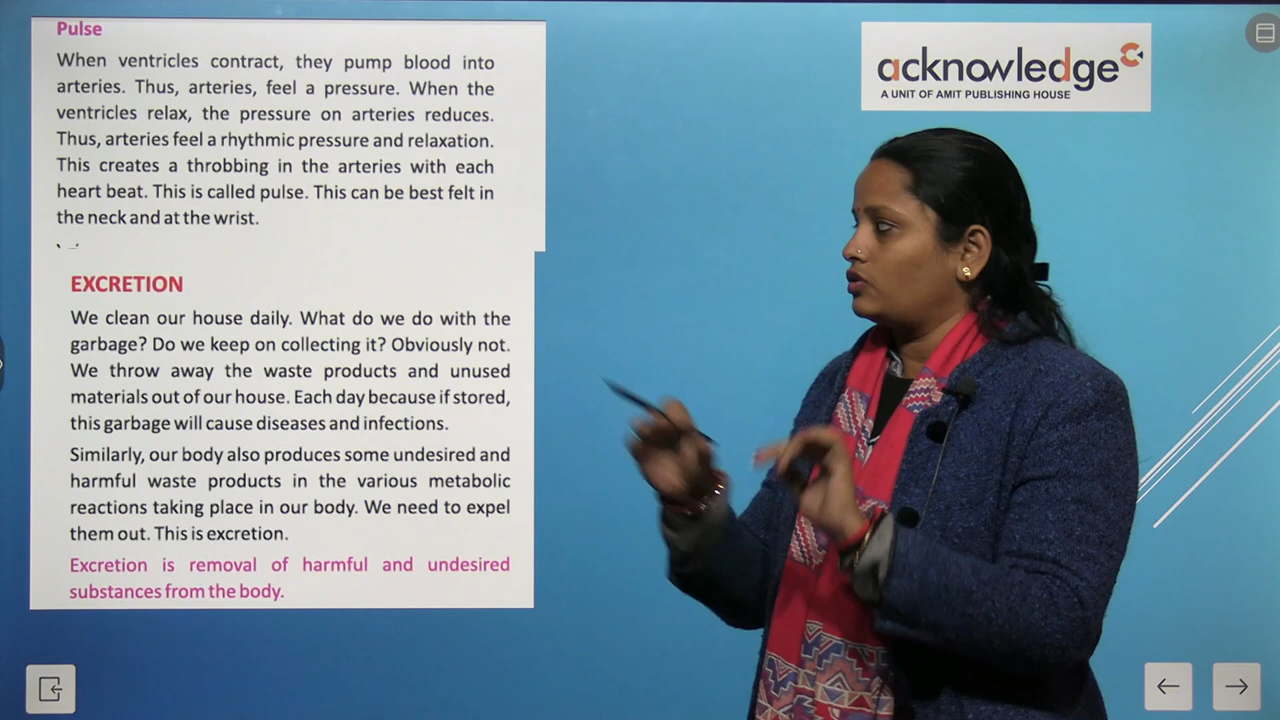 Pulse
When ventricles contract, they pump blood into
arteries. Thus, arteries, feel a pressure. When the
ventricles relax, the pressure on arteries reduces.
Thus, arteries feel a rhythmic pressure and relaxation.
This creates a throbbing in the arteries with each
heart beat. This is called pulse. This can be best felt in
the neck and at the wrist.
EXCRETION
We clean our house daily. What do we do with the
garbage? Do we keep on collecting it? Obviously not.
We throw away the waste products and unused
materials out of our house. Each day because if stored,
this garbage will cause diseases and infections.
Similarly, our body also produces some undesired and
harmful waste products in the various metabolic
reactions taking place in our body. We need to expel
them out. This is excretion.
Excretion is removal of harmful and undesired
substances from the body.
acknowledge
A UNIT OF AMIT PUBLISHING HOUSE